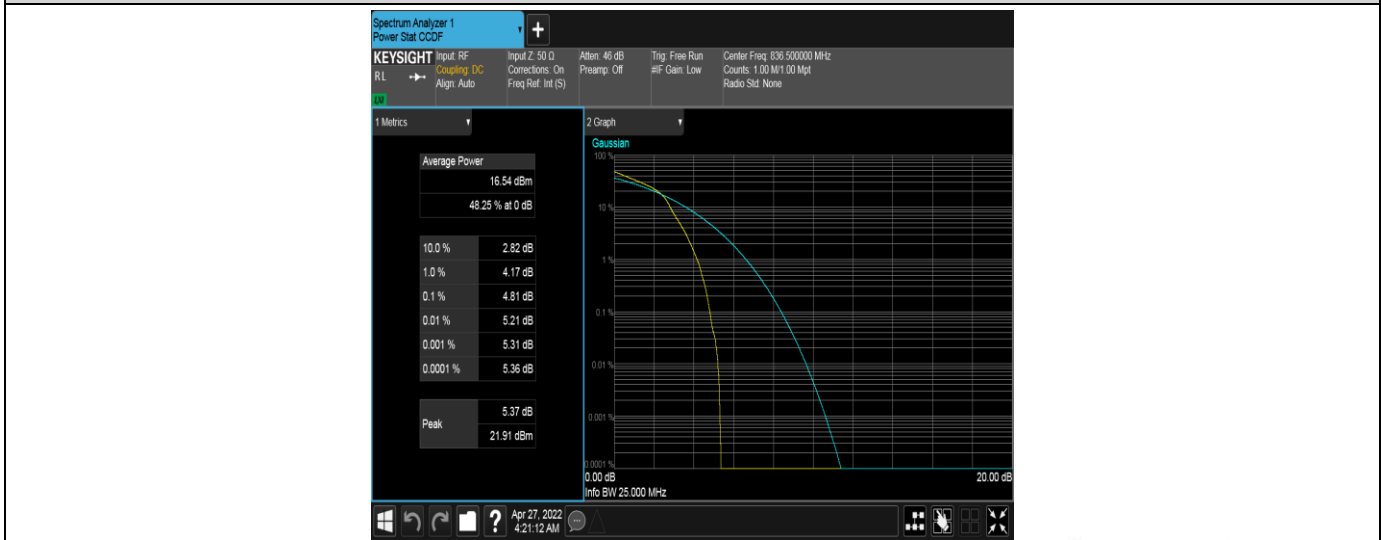 Spectrum Analyzer 1
Power Stat CCDF
+
KEYSIGHT
R L
LM
Input: RF
Coupling: DC
Align: Auto
Input Z: 50 Ω
Corrections: On
Freq Ref: Int (S)
Atten: 46 dB
Preamp: Off
Trig: Free Run
#IF Gain: Low
Center Freq: 836.500000 MHz
Counts: 1.00 M/1.00 Mpt
Radio Std: None
1 Metrics
Average Power
16.54 dBm
48.25 % at 0 dB
10.0 % 2.82 dB
1.0 % 4.17 dB
0.1 % 4.81 dB
0.01 % 5.21 dB
0.001 % 5.31 dB
0.0001 % 5.36 dB
Peak
5.37 dB
21.91 dBm
2 Graph
Gaussian
100 %
10 %
1 %
0.1 %
0.01 %
0.001 %
0.0001 %
0.00 dB
20.00 dB
Info BW 25.000 MHz
?
Apr 27, 2022
4:21:12 AM